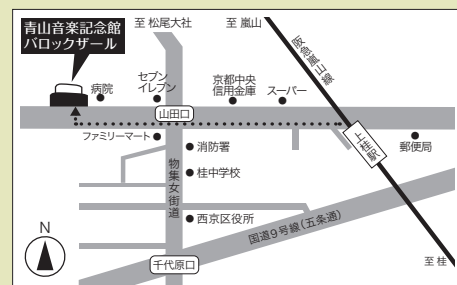 青山音楽記念館
バロックザール
至 松尾大社
至 嵐山
阪急嵐山線
病院
セブン
イレブン
京都中央
信用金庫
スーパー
山田口
ファミリーマート
消防署
上桂駅
郵便局
物集女街道
桂中学校
西京区役所
国道9号線(五条通)
N
千代原口
至 桂